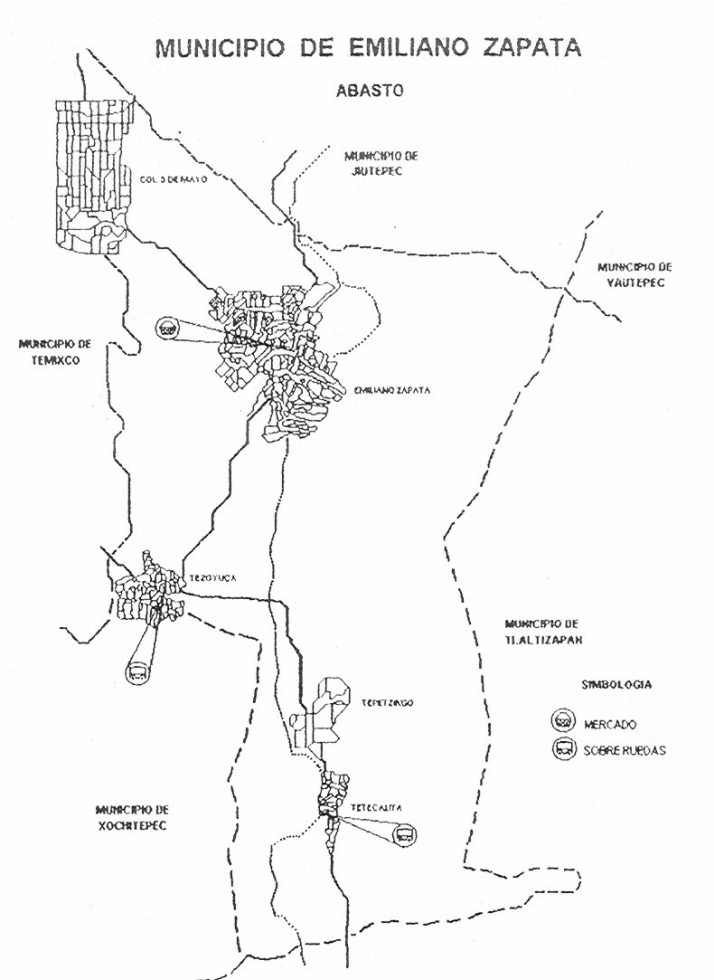 MUNICIPIO DE EMILIANO ZAPATA
ABASTO
MUNICIPIO DE
JIUTEPEC
COL. 3 DE MAYO
MUNICIPIO DE
YAUTEPEC
MUNICIPIO DE
TEMIXCO
EMILIANO ZAPATA
TEZOYUCA
MUNICIPIO DE
TLALTIZAPAN
SIMBOLOGIA
TEPETZINGO
MERCADO
SOBRE RUEDAS
MUNICIPIO DE
XOCHITEPEC
TETECALITA